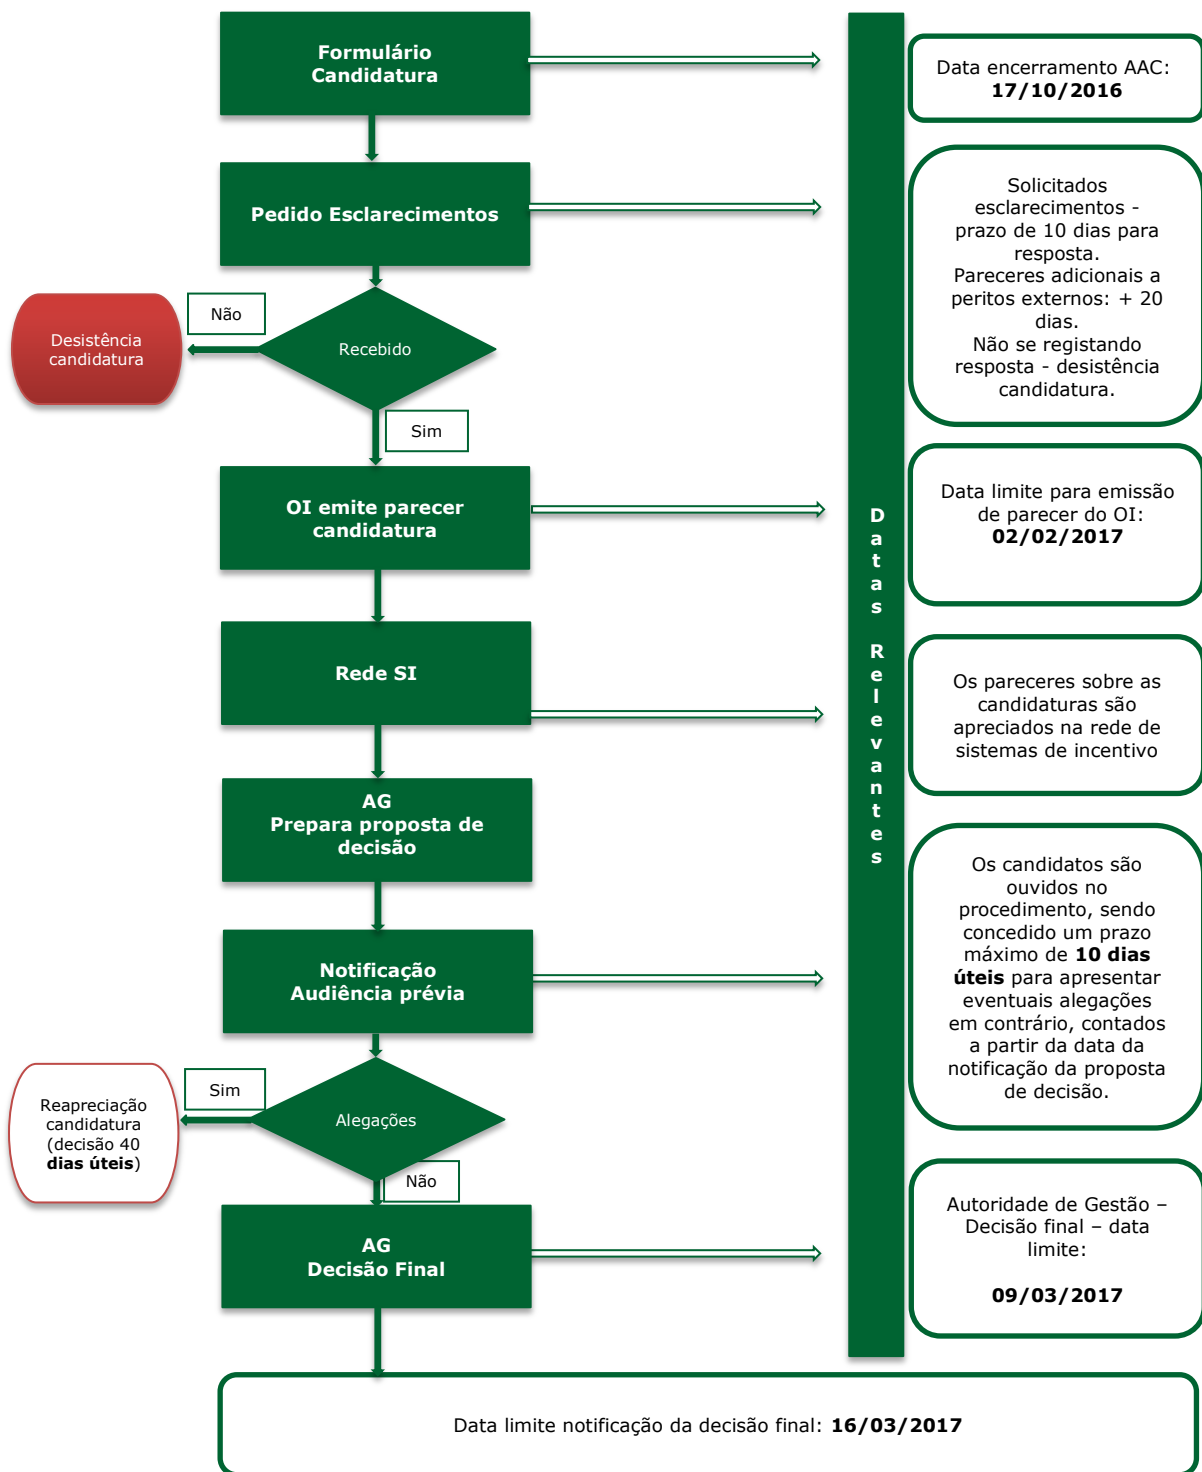 Formulário
Candidatura
Data encerramento AAC:
17/10/2016
Pedido Esclarecimentos
Solicitados
esclarecimentos -
prazo de 10 dias para
resposta.
Pareceres adicionais a
peritos externos: + 20
dias.
Não se registando
resposta - desistência
candidatura.
Não
Desistência
candidatura
Recebido
Sim
OI emite parecer
candidatura
Data limite para emissão
de parecer do OI:
02/02/2017
Datas Relevantes
Rede SI
Os pareceres sobre as
candidaturas são
apreciados na rede de
sistemas de incentivo
AG
Prepara proposta de
decisão
Notificação
Audiência prévia
Os candidatos são
ouvidos no
procedimento, sendo
concedido um prazo
máximo de 10 dias
úteis para apresentar
eventuais alegações
em contrário, contados
a partir da data da
notificação da proposta
de decisão.
Sim
Reapreciação
candidatura
(decisão 40
dias úteis)
Alegações
Não
AG
Decisão Final
Autoridade de Gestão –
Decisão final – data
limite:
09/03/2017
Data limite notificação da decisão final: 16/03/2017